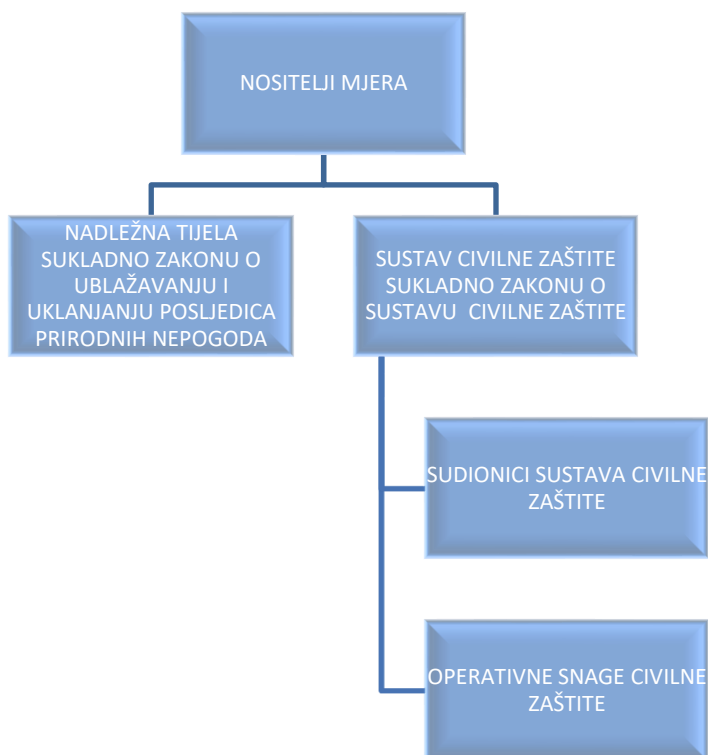 NOSITELJI MJERA
NADLEŽNA TIJELA
SUKLADNO ZAKONU O
UBLAŽAVANJU I
UKLANJANJU POSLJEDICA
PRIRODNIH NEPOGODA
SUSTAV CIVILNE ZAŠTITE
SUKLADNO ZAKONU O
SUSTAVU CIVILNE ZAŠTITE
SUDIONICI SUSTAVA CIVILNE
ZAŠTITE
OPERATIVNE SNAGE CIVILNE
ZAŠTITE